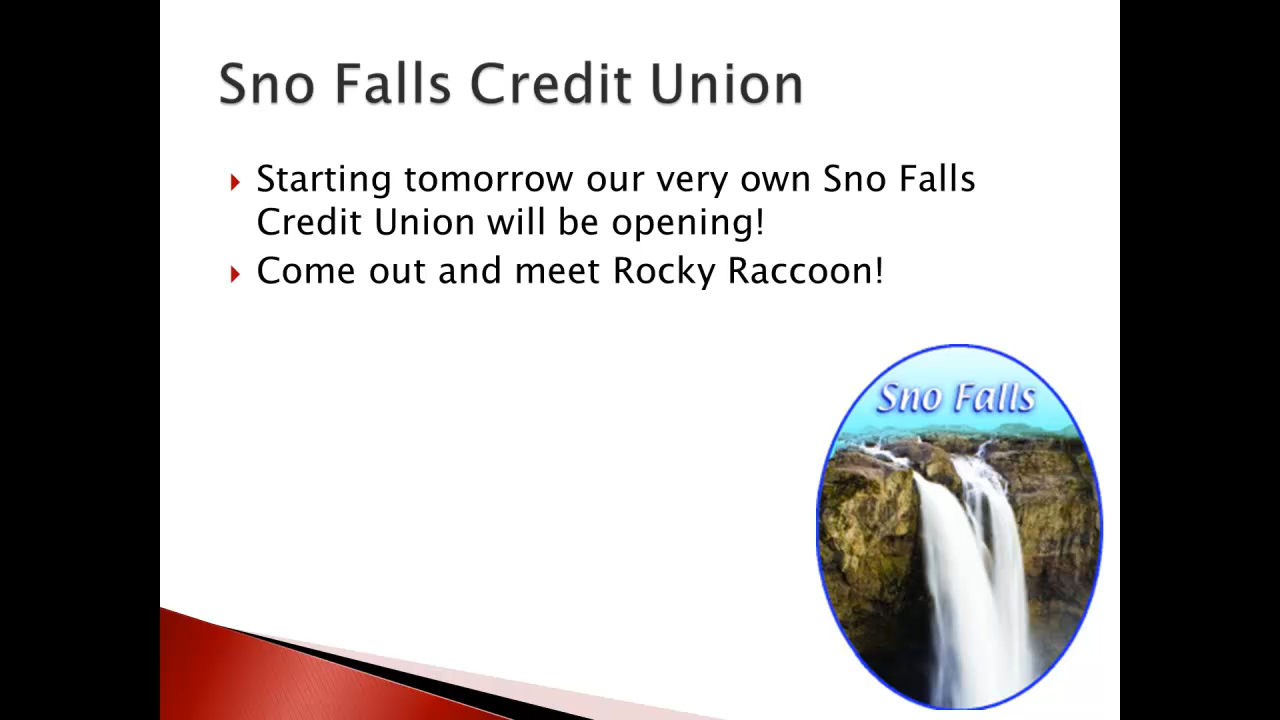 Sno Falls Credit Union
Starting tomorrow our very own Sno Falls
Credit Union will be opening!
Come out and meet Rocky Raccoon!
Sno Falls